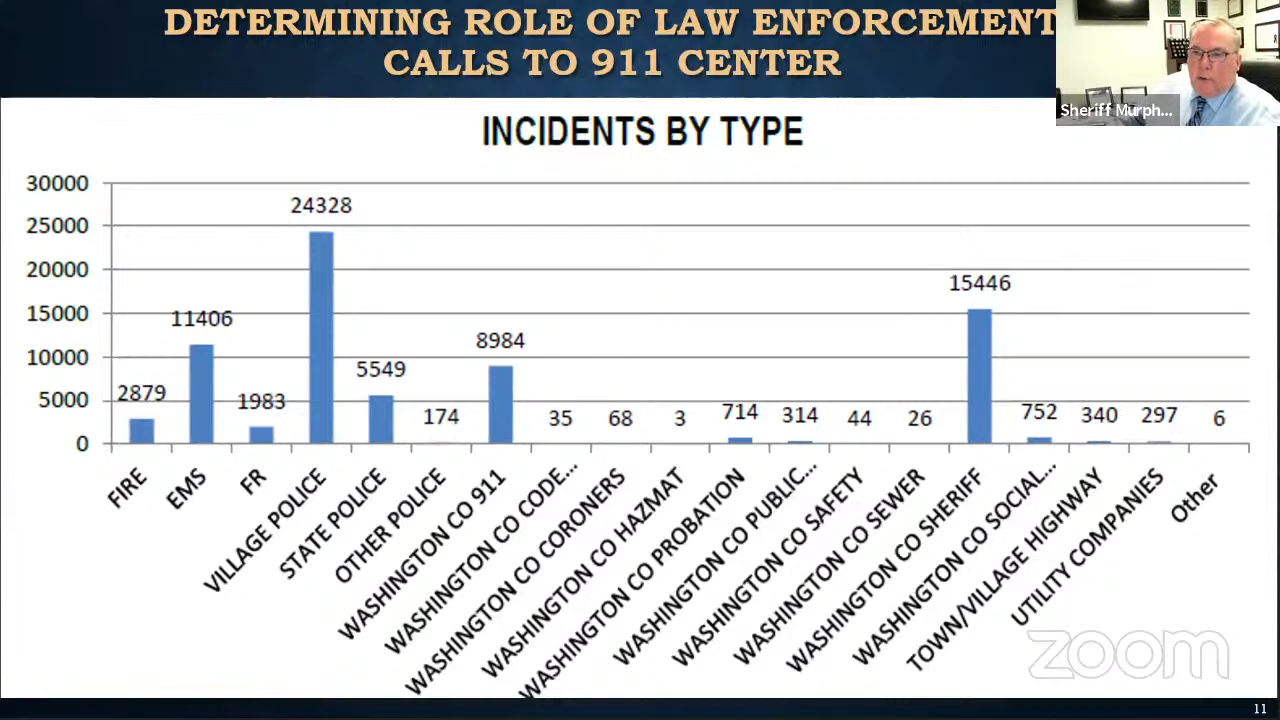 DETERMINING ROLE OF LAW ENFORCEMENT
CALLS TO 911 CENTER
Sheriff Murph...
INCIDENTS BY TYPE
30000
25000
20000
15000
10000
5000
0
2879
11406
1983
24328
5549
174
8984
35
68
3
714
314
44
26
15446
752
340
297
6
FIRE
EMS
FR
VILLAGE POLICE
STATE POLICE
OTHER POLICE
WASHINGTON CO 911
WASHINGTON CO CODE...
WASHINGTON CO CORONERS
WASHINGTON CO HAZMAT
WASHINGTON CO PROBATION
WASHINGTON CO PUBLIC...
WASHINGTON CO SAFETY
WASHINGTON CO SEWER
WASHINGTON CO SHERIFF
WASHINGTON CO SOCIAL...
TOWN/VILLAGE HIGHWAY
UTILITY COMPANIES
Other
zoom
11